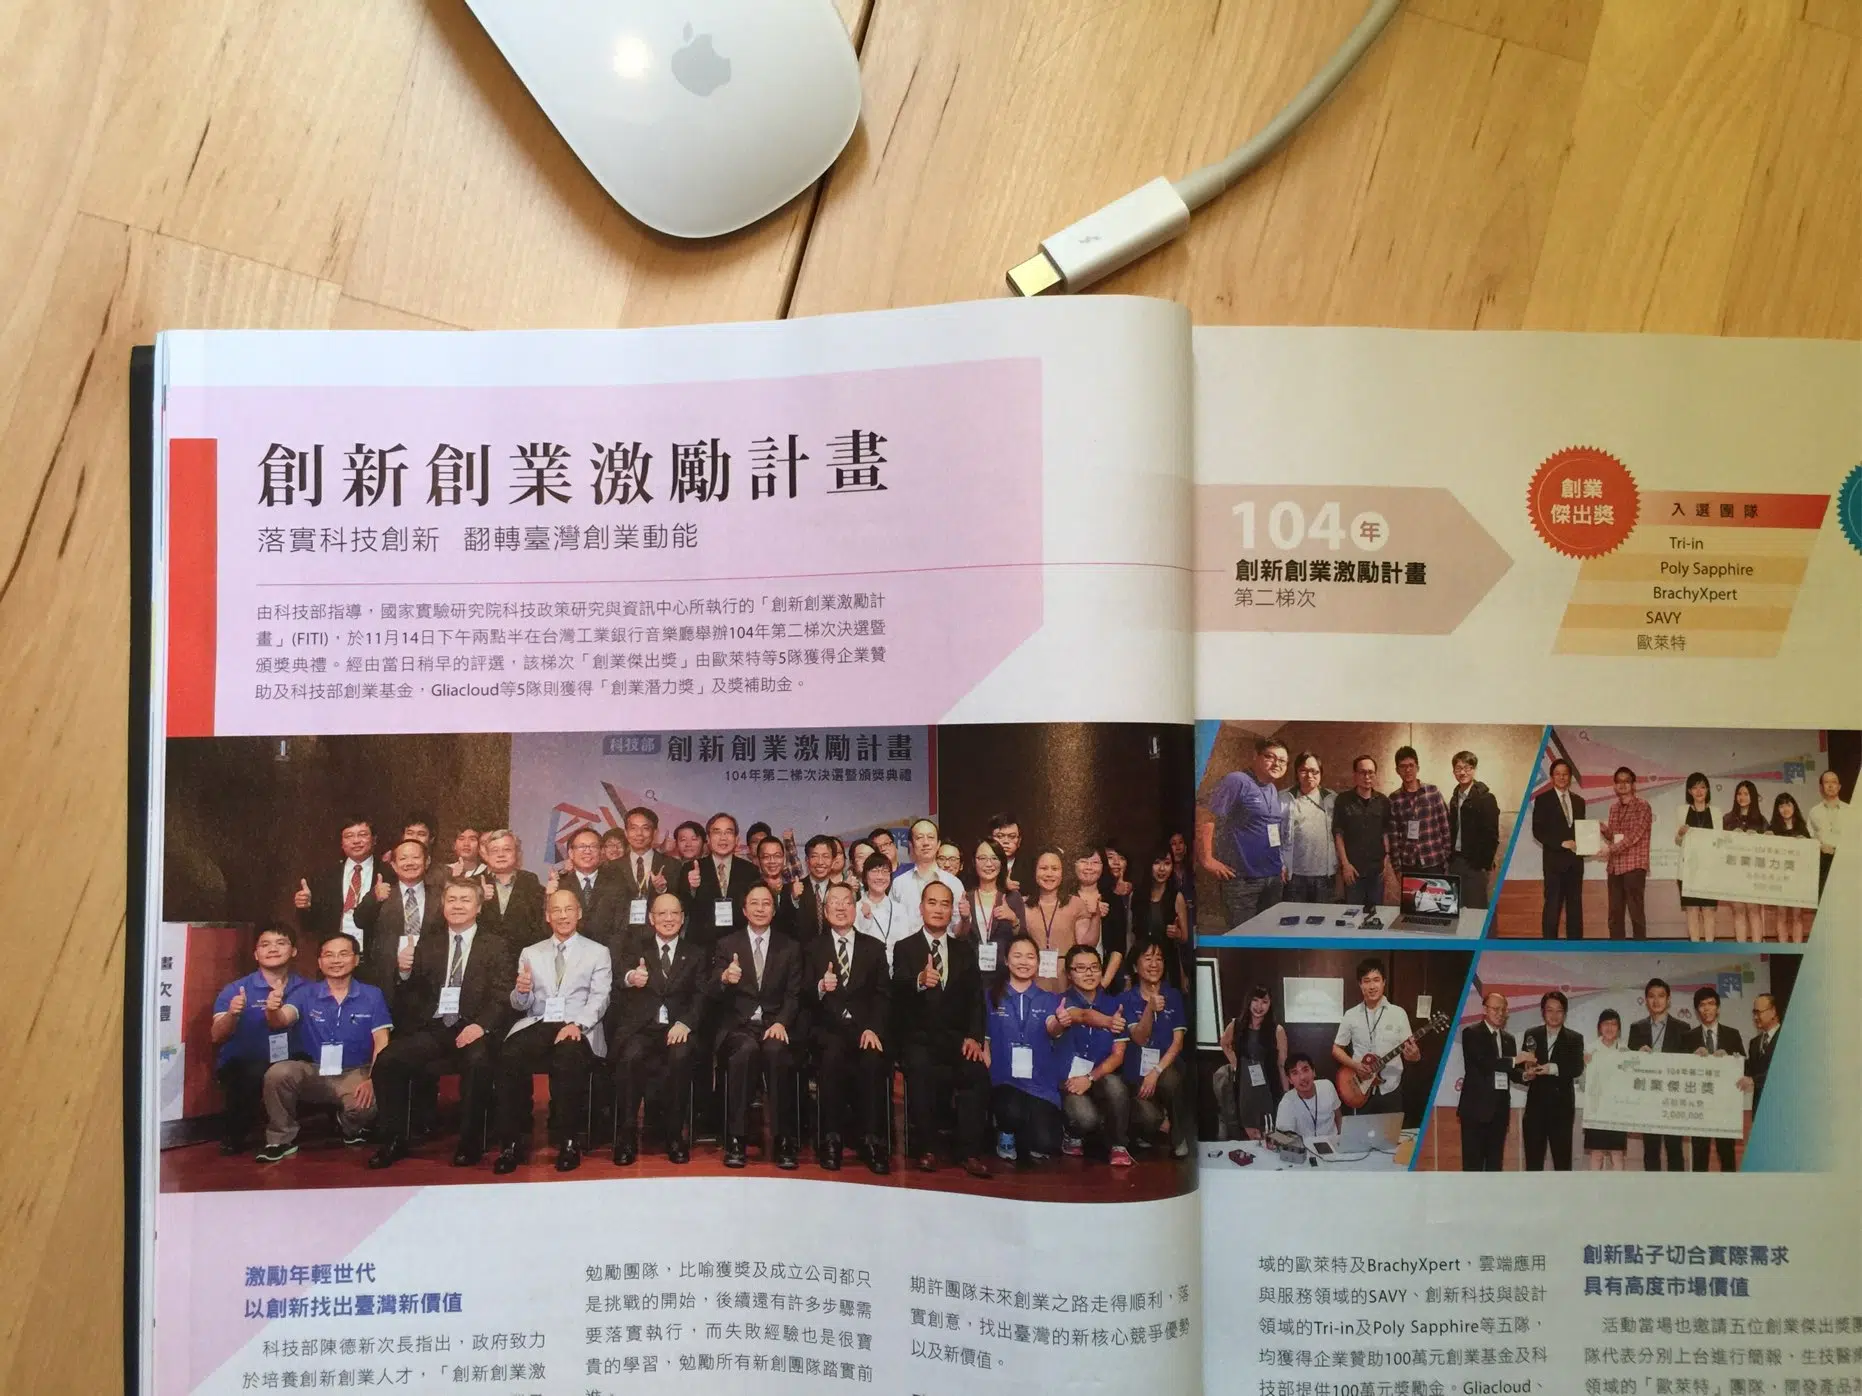 創新創業激勵計畫
落實科技創新 翻轉臺灣創業動能
由科技部指導，國家實驗研究院科技政策研究與資訊中心所執行的「創新創業激勵計
畫」(FITI)，於11月14日下午兩點半在台灣工業銀行音樂廳舉辦104年第二梯次決選暨
頒獎典禮。經由當日稍早的評選，該梯次「創業傑出獎」由歐萊特等5隊獲得企業贊
助及科技部創業基金，Gliacloud等5隊則獲得「創業潛力獎」及獎補助金。
科技部 創新創業激勵計畫
104年第二梯次決選暨頒獎典禮
激勵年輕世代
以創新找出臺灣新價值
科技部陳德新次長指出，政府致力
於培養創新創業人才，「創新創業激
勉勵團隊，比喻獲獎及成立公司都只
是挑戰的開始，後續還有許多步驟需
要落實執行，而失敗經驗也是很寶
貴的學習，勉勵所有新創團隊踏實前
進，
期許團隊未來創業之路走得順利，落
實創意，找出臺灣的新核心競爭優勢
以及新價值。
104年
創新創業激勵計畫
第二梯次
創業
傑出獎
入選團隊
Tri-in
Poly Sapphire
BrachyXpert
SAVY
歐萊特
104年第二梯次
創業潛力獎
104年第二梯次
創業傑出獎
2,000,000
域的歐萊特及BrachyXpert，雲端應用
與服務領域的SAVY、創新科技與設計
領域的Tri-in及Poly Sapphire等五隊，
均獲得企業贊助100萬元創業基金及科
技部提供100萬元獎勵金。Gliacloud、
創新點子切合實際需求
具有高度市場價值
活動當場也邀請五位創業傑出獎團
隊代表分別上台進行簡報、生技醫療
領域的「歐萊特」團隊，開發產品